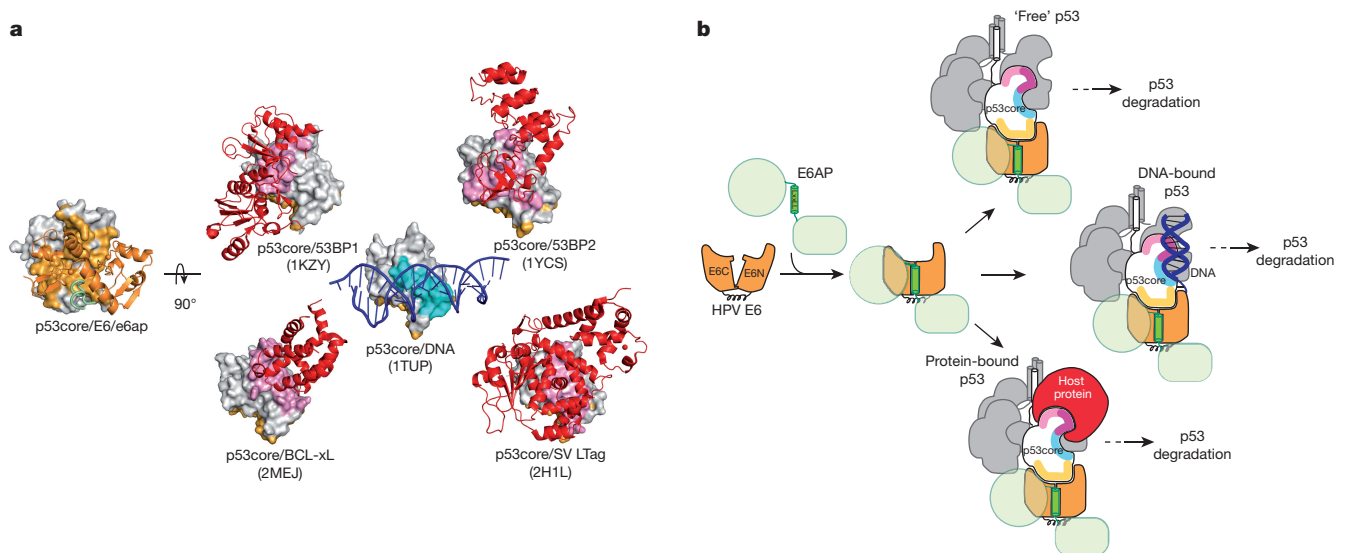 a
p53core/E6/e6ap
90°
p53core/53BP1
(1KZY)
p53core/53BP2
(1YCS)
p53core/DNA
(1TUP)
p53core/BCL-xL
(2MEJ)
p53core/SV LTag
(2H1L)
b
E6AP
E6C
E6N
HPV E6
‘Free’ p53
p53core
p53
degradation
DNA-bound
p53
p53core
DNA
p53
degradation
Protein-bound
p53
Host
protein
p53core
p53
degradation